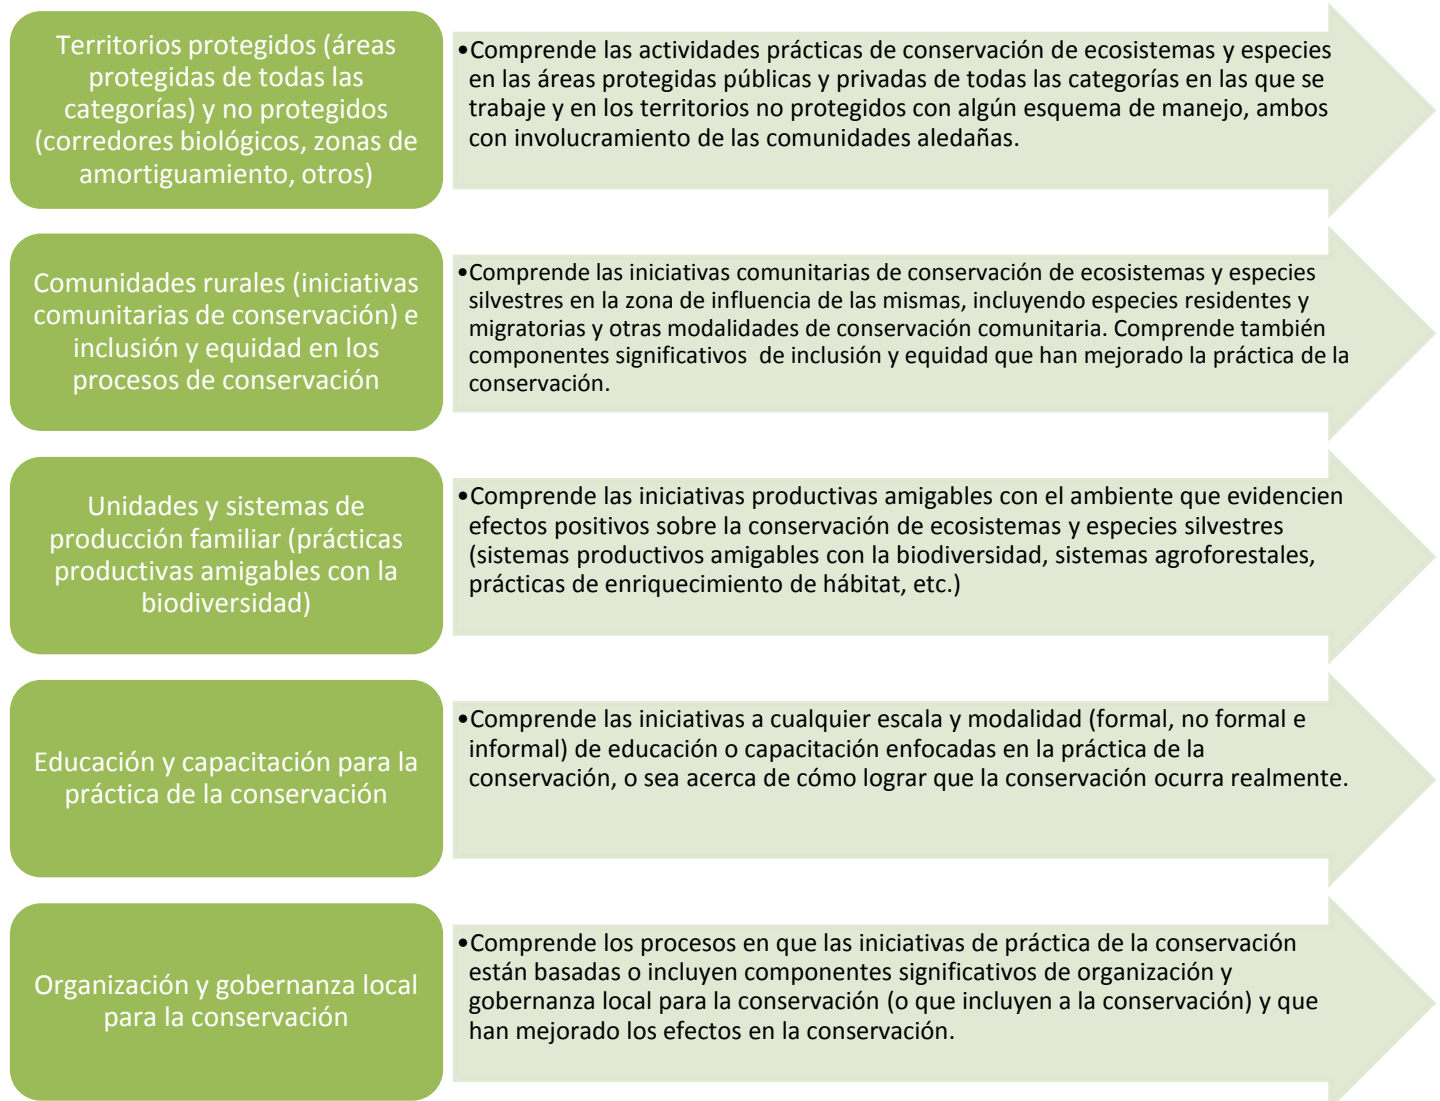 Territorios protegidos (áreas
protegidas de todas las
categorías) y no protegidos
(corredores biológicos, zonas de
amortiguamiento, otros)
•Comprende las actividades prácticas de conservación de ecosistemas y especies
en las áreas protegidas públicas y privadas de todas las categorías en las que se
trabaje y en los territorios no protegidos con algún esquema de manejo, ambos
con involucramiento de las comunidades aledañas.
Comunidades rurales (iniciativas
comunitarias de conservación) e
inclusión y equidad en los
procesos de conservación
•Comprende las iniciativas comunitarias de conservación de ecosistemas y especies
silvestres en la zona de influencia de las mismas, incluyendo especies residentes y
migratorias y otras modalidades de conservación comunitaria. Comprende también
componentes significativos  de inclusión y equidad que han mejorado la práctica de la
conservación.
Unidades y sistemas de
producción familiar (prácticas
productivas amigables con la
biodiversidad)
•Comprende las iniciativas productivas amigables con el ambiente que evidencien
efectos positivos sobre la conservación de ecosistemas y especies silvestres
(sistemas productivos amigables con la biodiversidad, sistemas agroforestales,
prácticas de enriquecimiento de hábitat, etc.)
Educación y capacitación para la
práctica de la conservación
•Comprende las iniciativas a cualquier escala y modalidad (formal, no formal e
informal) de educación o capacitación enfocadas en la práctica de la
conservación, o sea acerca de cómo lograr que la conservación ocurra realmente.
Organización y gobernanza local
para la conservación
•Comprende los procesos en que las iniciativas de práctica de la conservación
están basadas o incluyen componentes significativos de organización y
gobernanza local para la conservación (o que incluyen a la conservación) y que
han mejorado los efectos en la conservación.